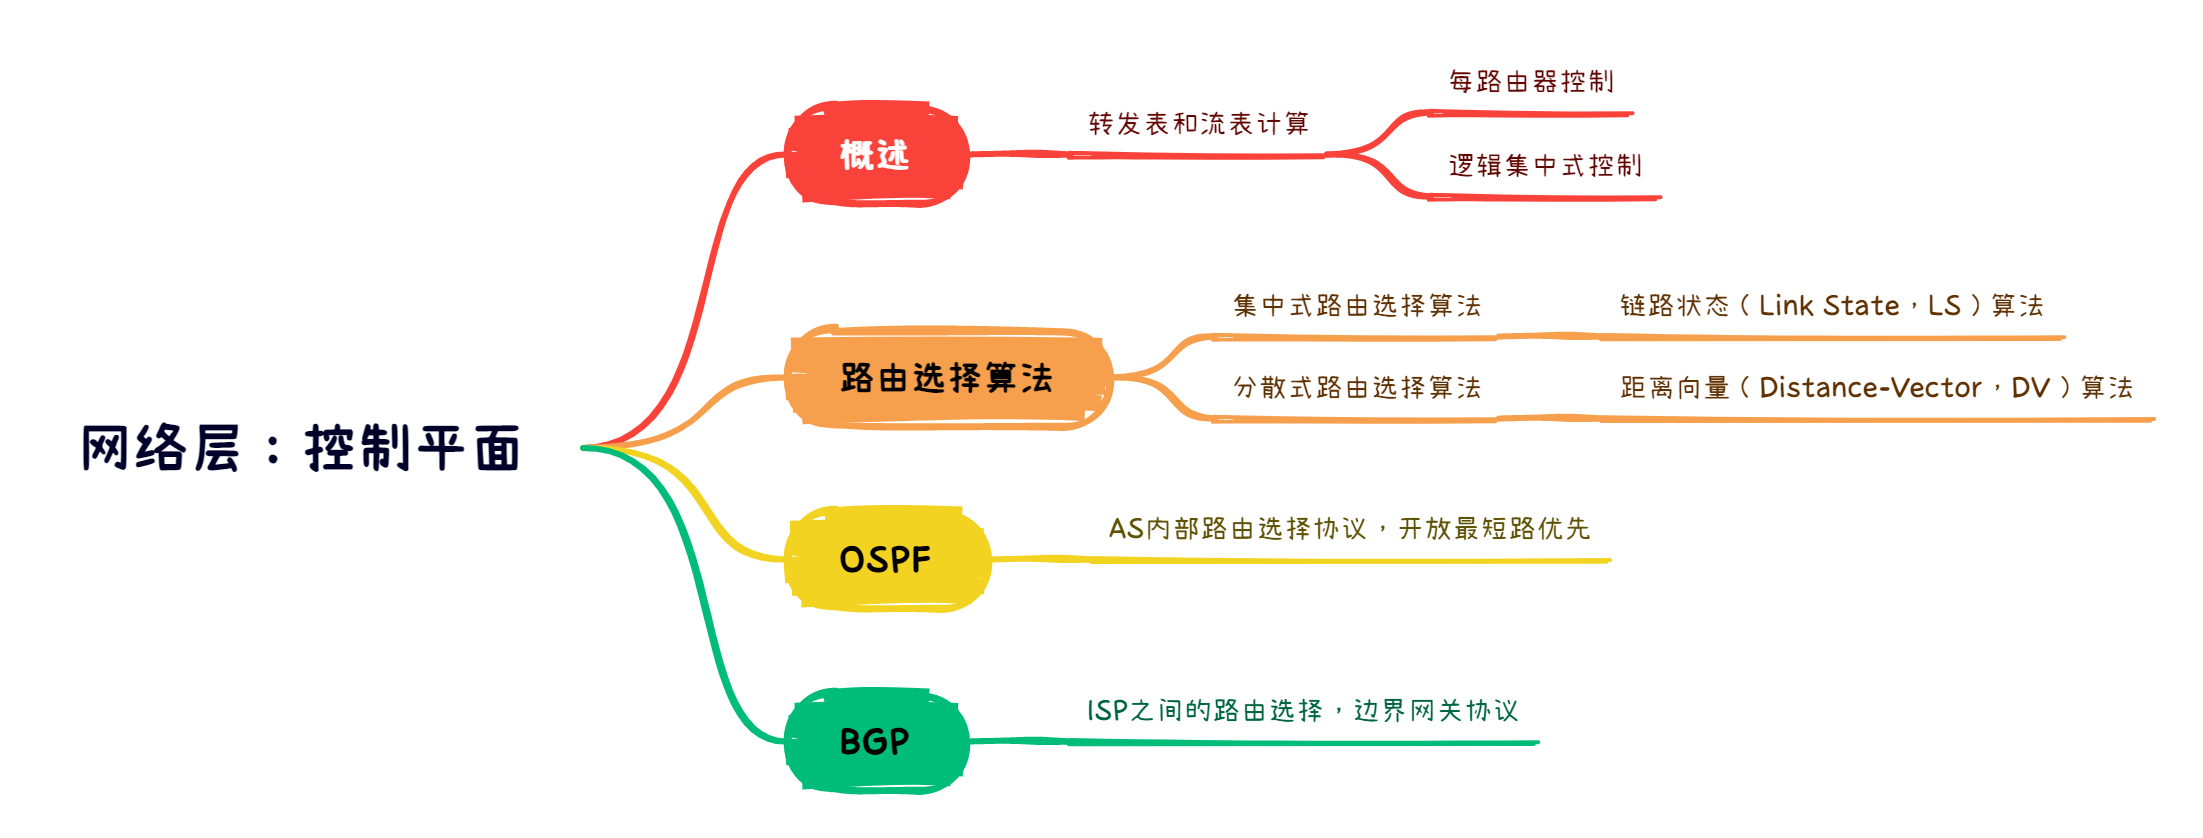 网络层：控制平面
概述
转发表和流表计算
每路由器控制
逻辑集中式控制
路由选择算法
集中式路由选择算法
链路状态（Link State，LS）算法
分散式路由选择算法
距离向量（Distance-Vector，DV）算法
OSPF
AS内部路由选择协议，开放最短路优先
BGP
ISP之间的路由选择，边界网关协议